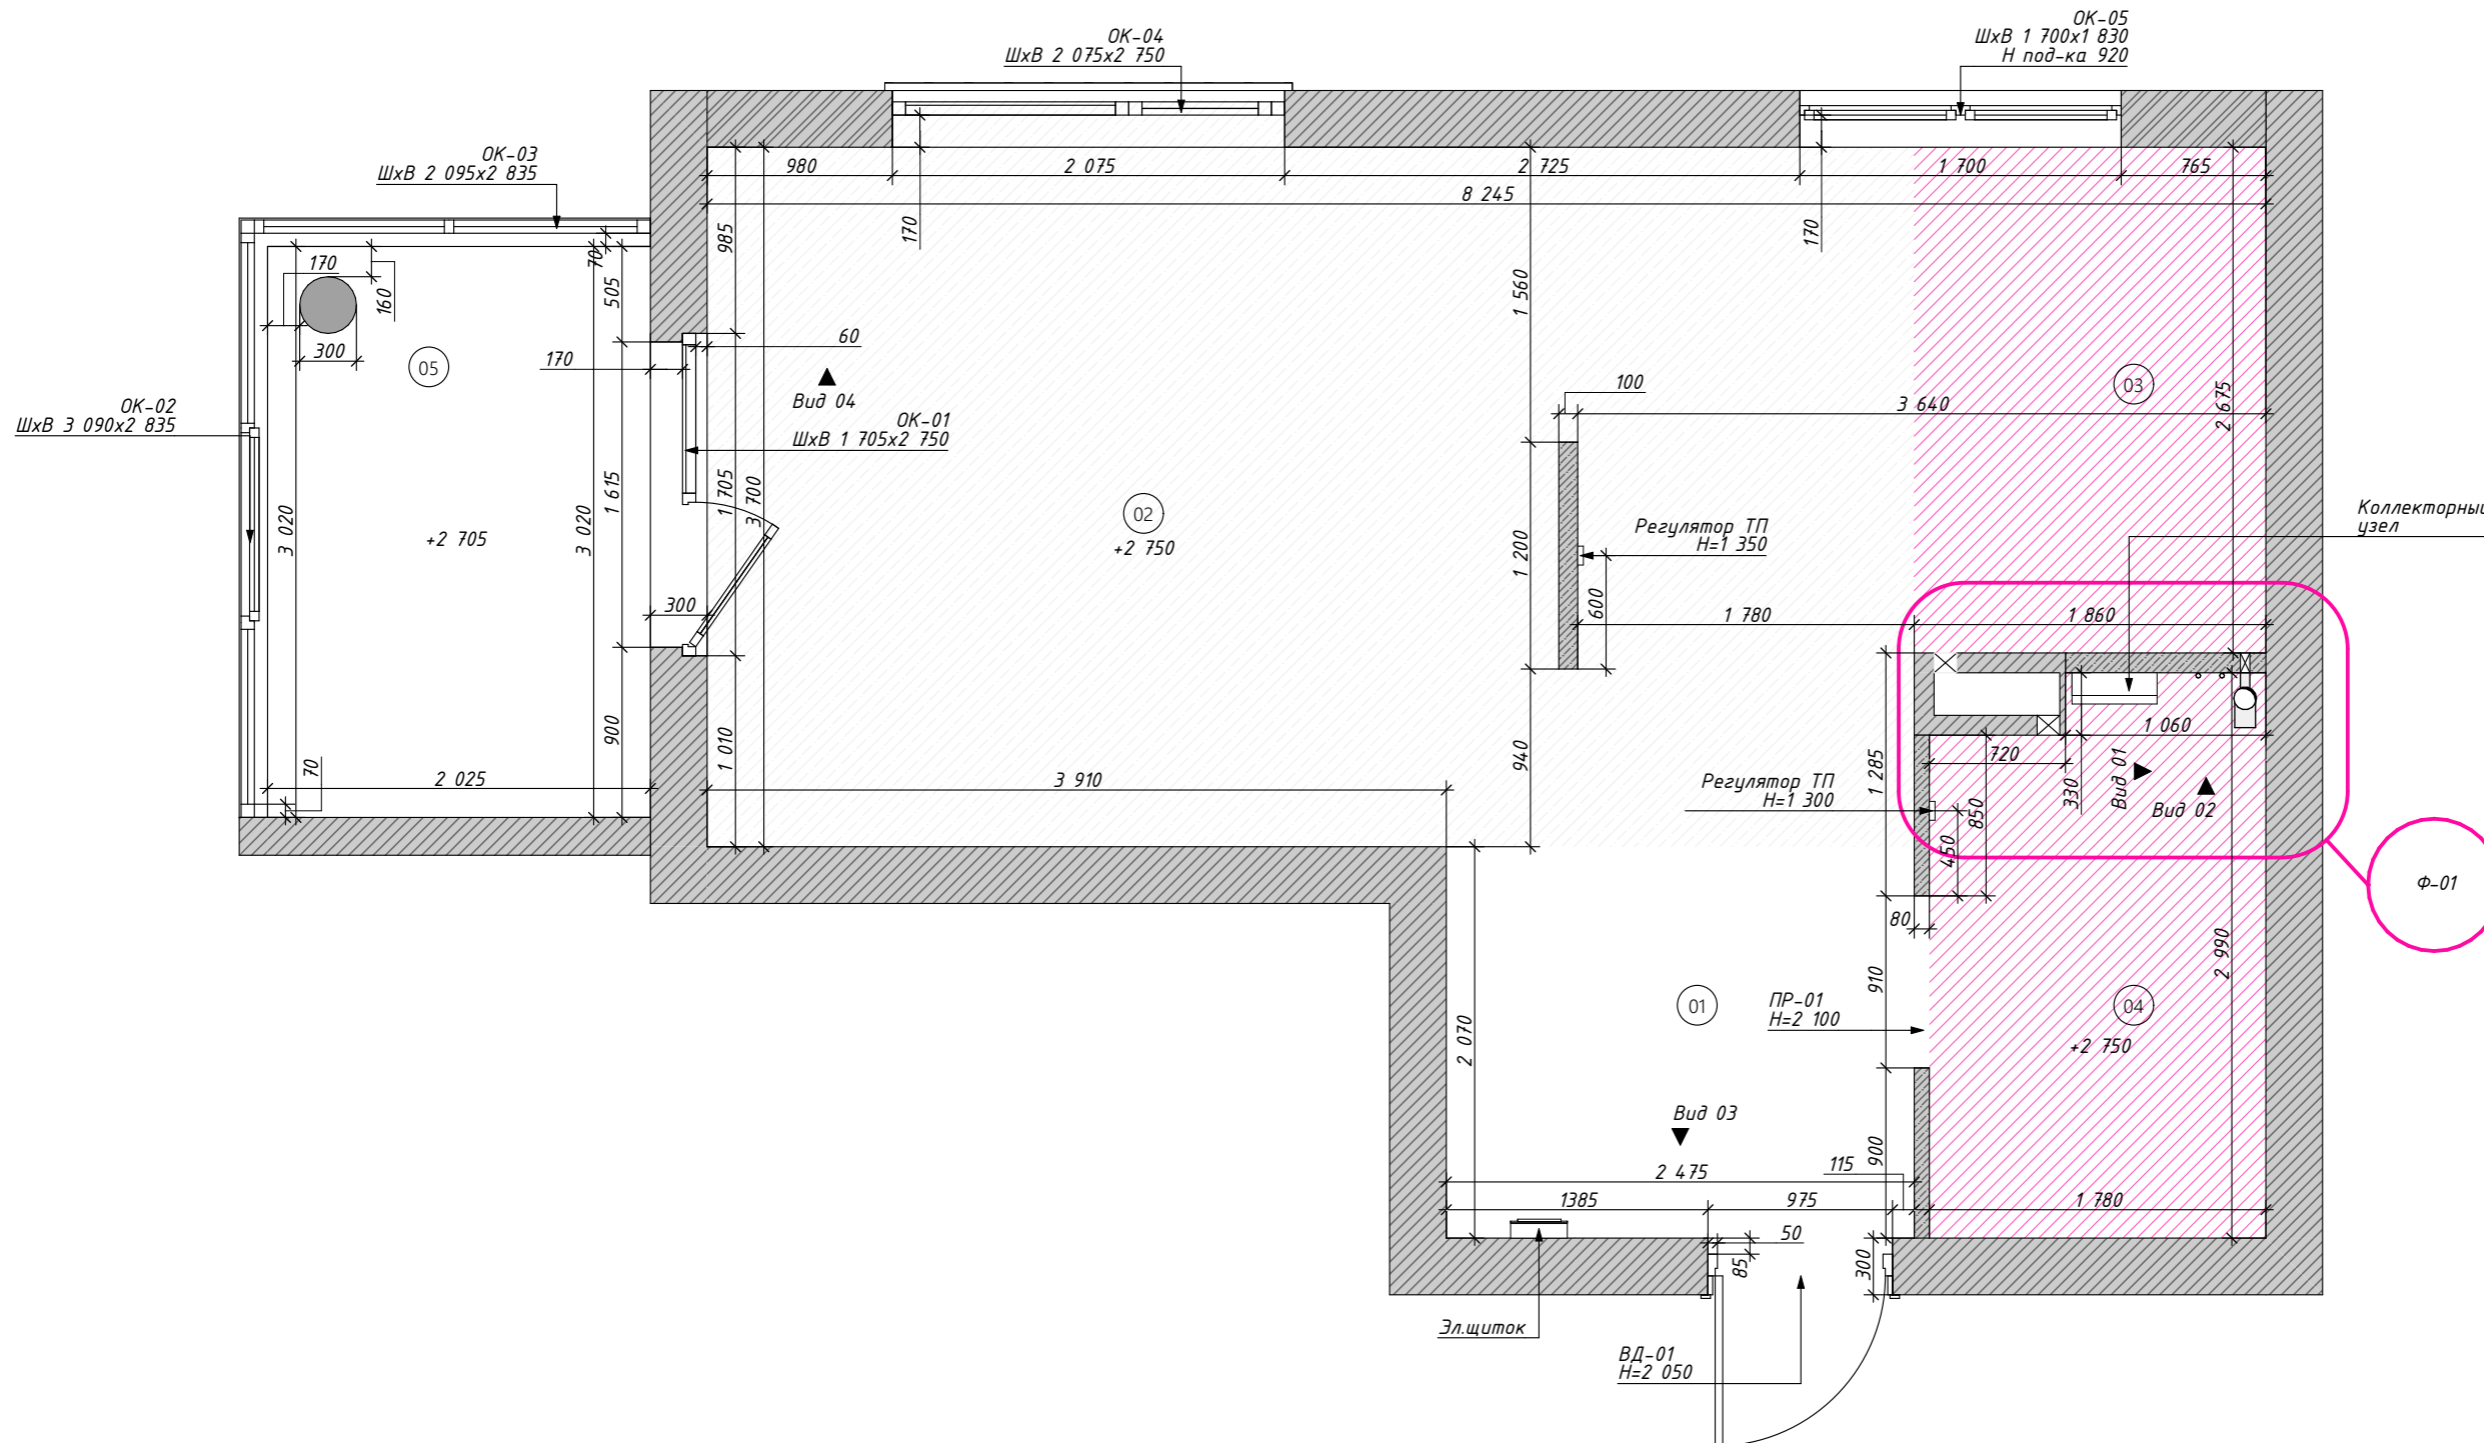 ОК-05
ШхВ 1 700х1 830
Н под-ка 920
ОК-04
ШхВ 2 075х2 750
ОК-03
ШхВ 2 095х2 835
980
2 075
2 725
1 700
765
8 245
170
170
985
70
505
170
160
300
05
170
60
Вид 04
ОК-02
ШхВ 3 090х2 835
ОК-01
ШхВ 1 705х2 750
1 560
100
3 640
03
2 675
3 020
+2 705
3 020
1 615
1 705
3 700
02
+2 750
1 200
Регулятор ТП
Н=1 350
600
Коллекторный
узел
300
1 780
1 860
900
1 010
70
2 025
3 910
940
1 285
Регулятор ТП
Н=1 300
720
1 060
330
Вид 01
Вид 02
850
450
Ф-01
80
910
2 990
2 070
01
ПР-01
Н=2 100
04
+2 750
Вид 03
900
115
2 475
1385
975
1 780
50
85
300
Эл.щиток
ВД-01
Н=2 050